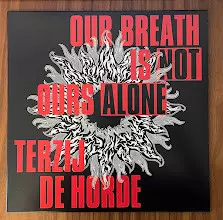 OUR BREATH
IS NOT
OURS ALONE
TERZIJ
DE HORDE